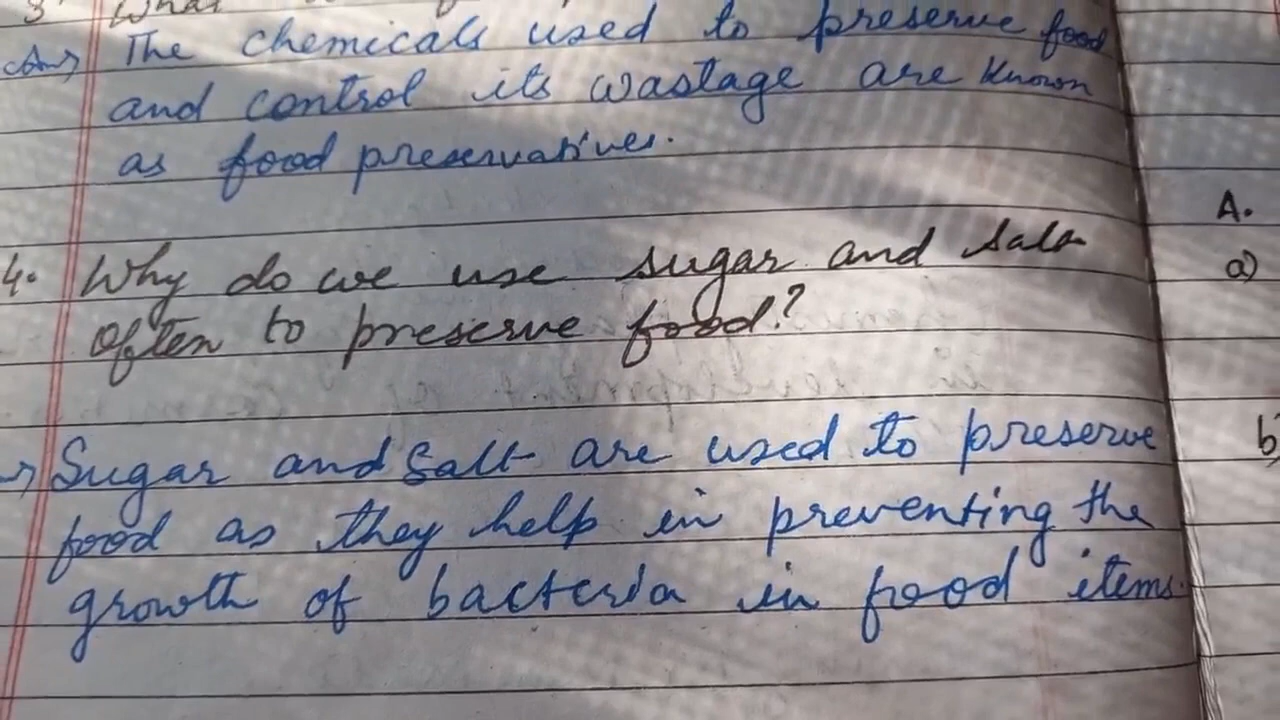 3 What
Ans) The chemicals used to preserve food
and control its wastage are known
as food preservatives.
4. Why do we use sugar and salt
often to preserve food?
Sugar and salt are used to preserve
food as they help in preventing the
growth of bacteria in food items.
A.
a)
b)